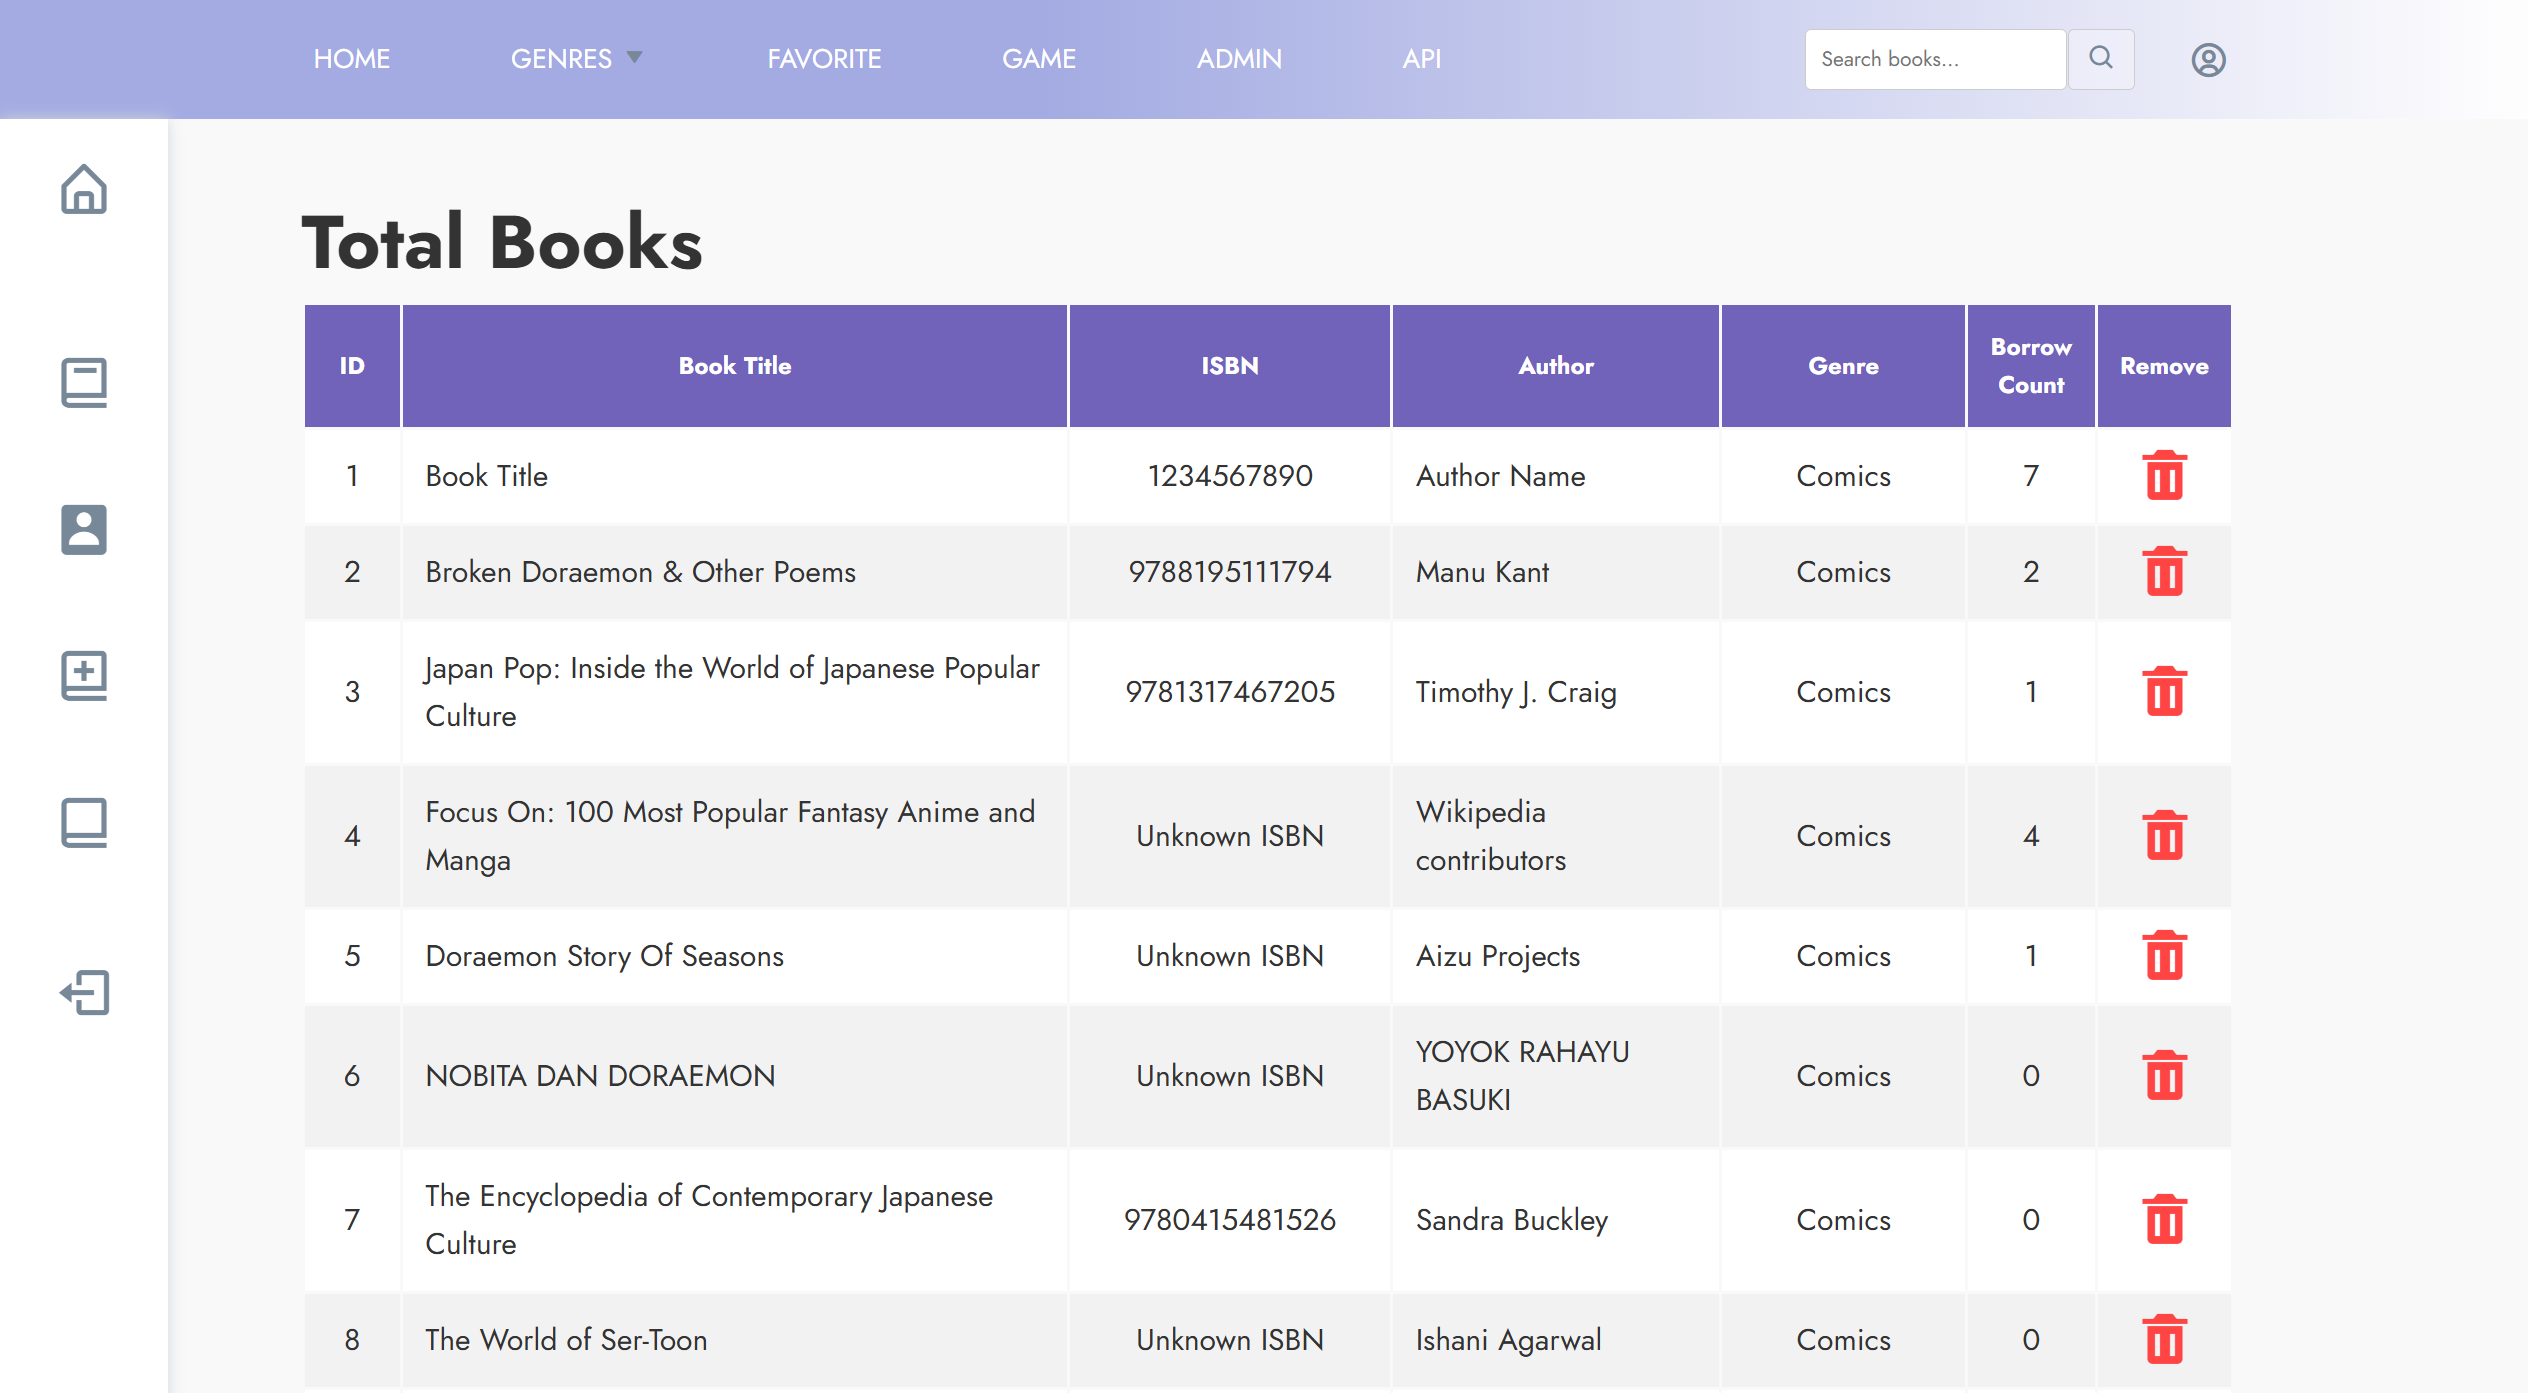 HOME GENRES FAVORITE GAME ADMIN API Search books...
Total Books
ID Book Title ISBN Author Genre Borrow Count Remove
1 Book Title 1234567890 Author Name Comics 7
2 Broken Doraemon & Other Poems 9788195111794 Manu Kant Comics 2
Japan Pop: Inside the World of Japanese Popular
3 Culture 9781317467205 Timothy J. Craig Comics 1
Focus On: 100 Most Popular Fantasy Anime and Wikipedia
4 Manga Unknown ISBN contributors Comics 4
5 Doraemon Story Of Seasons Unknown ISBN Aizu Projects Comics 1
6 NOBITA DAN DORAEMON Unknown ISBN YOYOK RAHAYU
BASUKI Comics 0
The Encyclopedia of Contemporary Japanese
7 Culture 9780415481526 Sandra Buckley Comics 0
8 The World of Ser-Toon Unknown ISBN Ishani Agarwal Comics 0